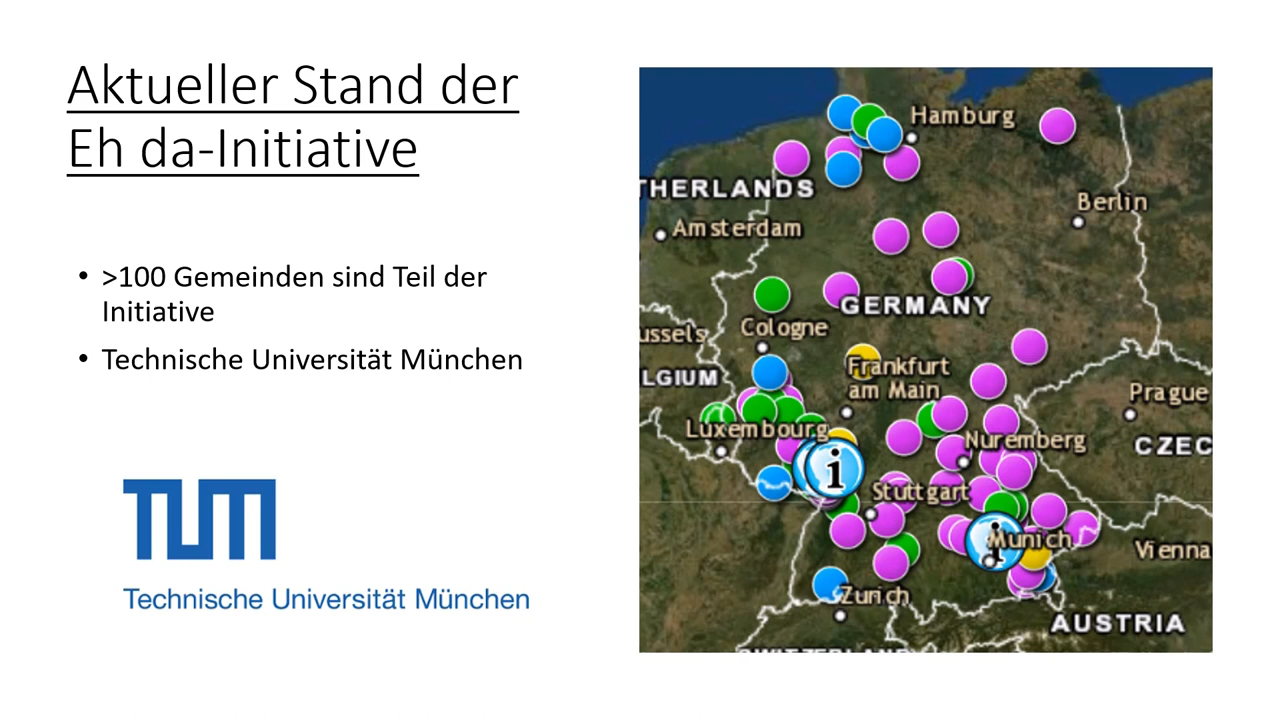 Aktueller Stand der
Eh da-Initiative
• >100 Gemeinden sind Teil der
Initiative
• Technische Universität München
TUM
Technische Universität München
Hamburg
THERLANDS
Berlin
Amsterdam
GERMANY
ussels
Cologne
LGIUM
Frankfurt
am Main
Prague
Luxembourg
Nuremberg
CZEC
i
Stuttgart
i
Munich
Vienna
Zurich
AUSTRIA
SWITZERLAND